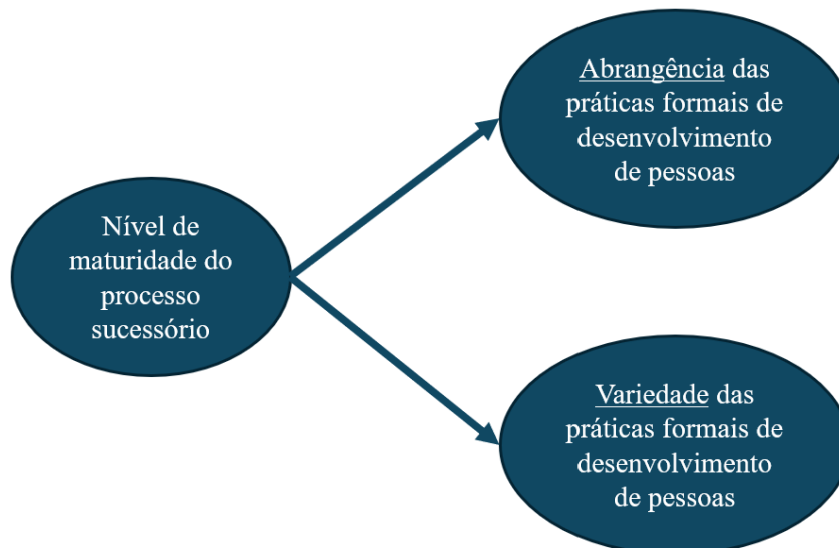 Abrangência das
práticas formais de
desenvolvimento
de pessoas
Nível de
maturidade do
processo
sucessório
Variedade das
práticas formais de
desenvolvimento
de pessoas